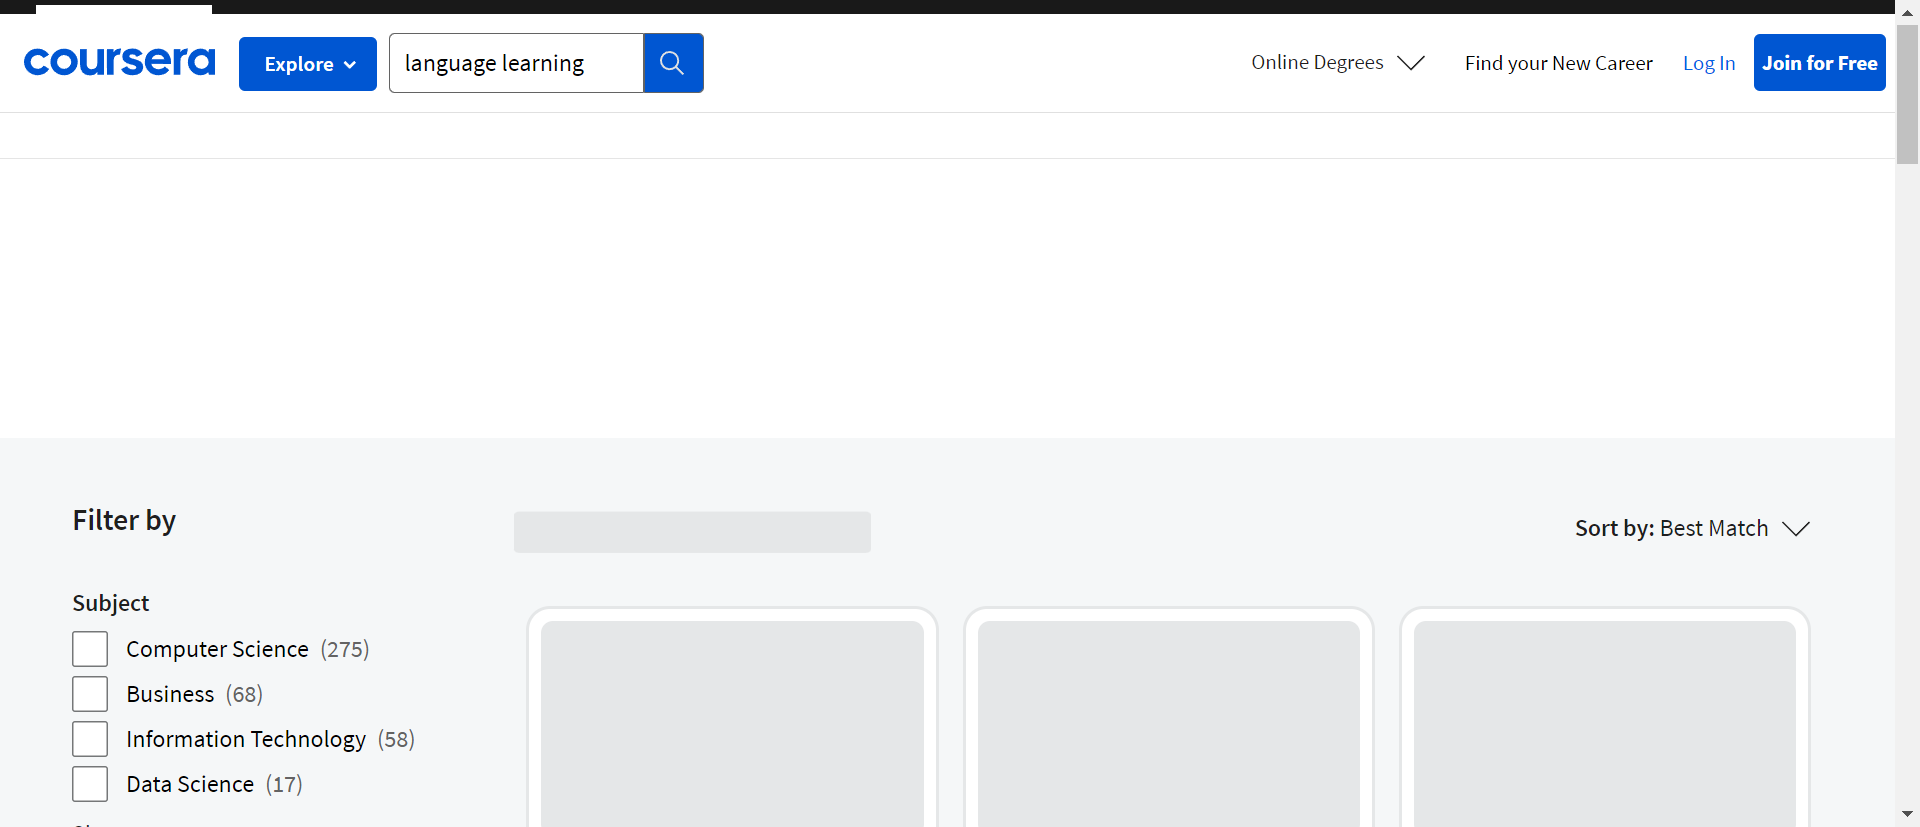 coursera
Explore
language learning
Online Degrees
Find your New Career
Log In
Join for Free
Filter by
Sort by: Best Match
Subject
Computer Science (275)
Business (68)
Information Technology (58)
Data Science (17)